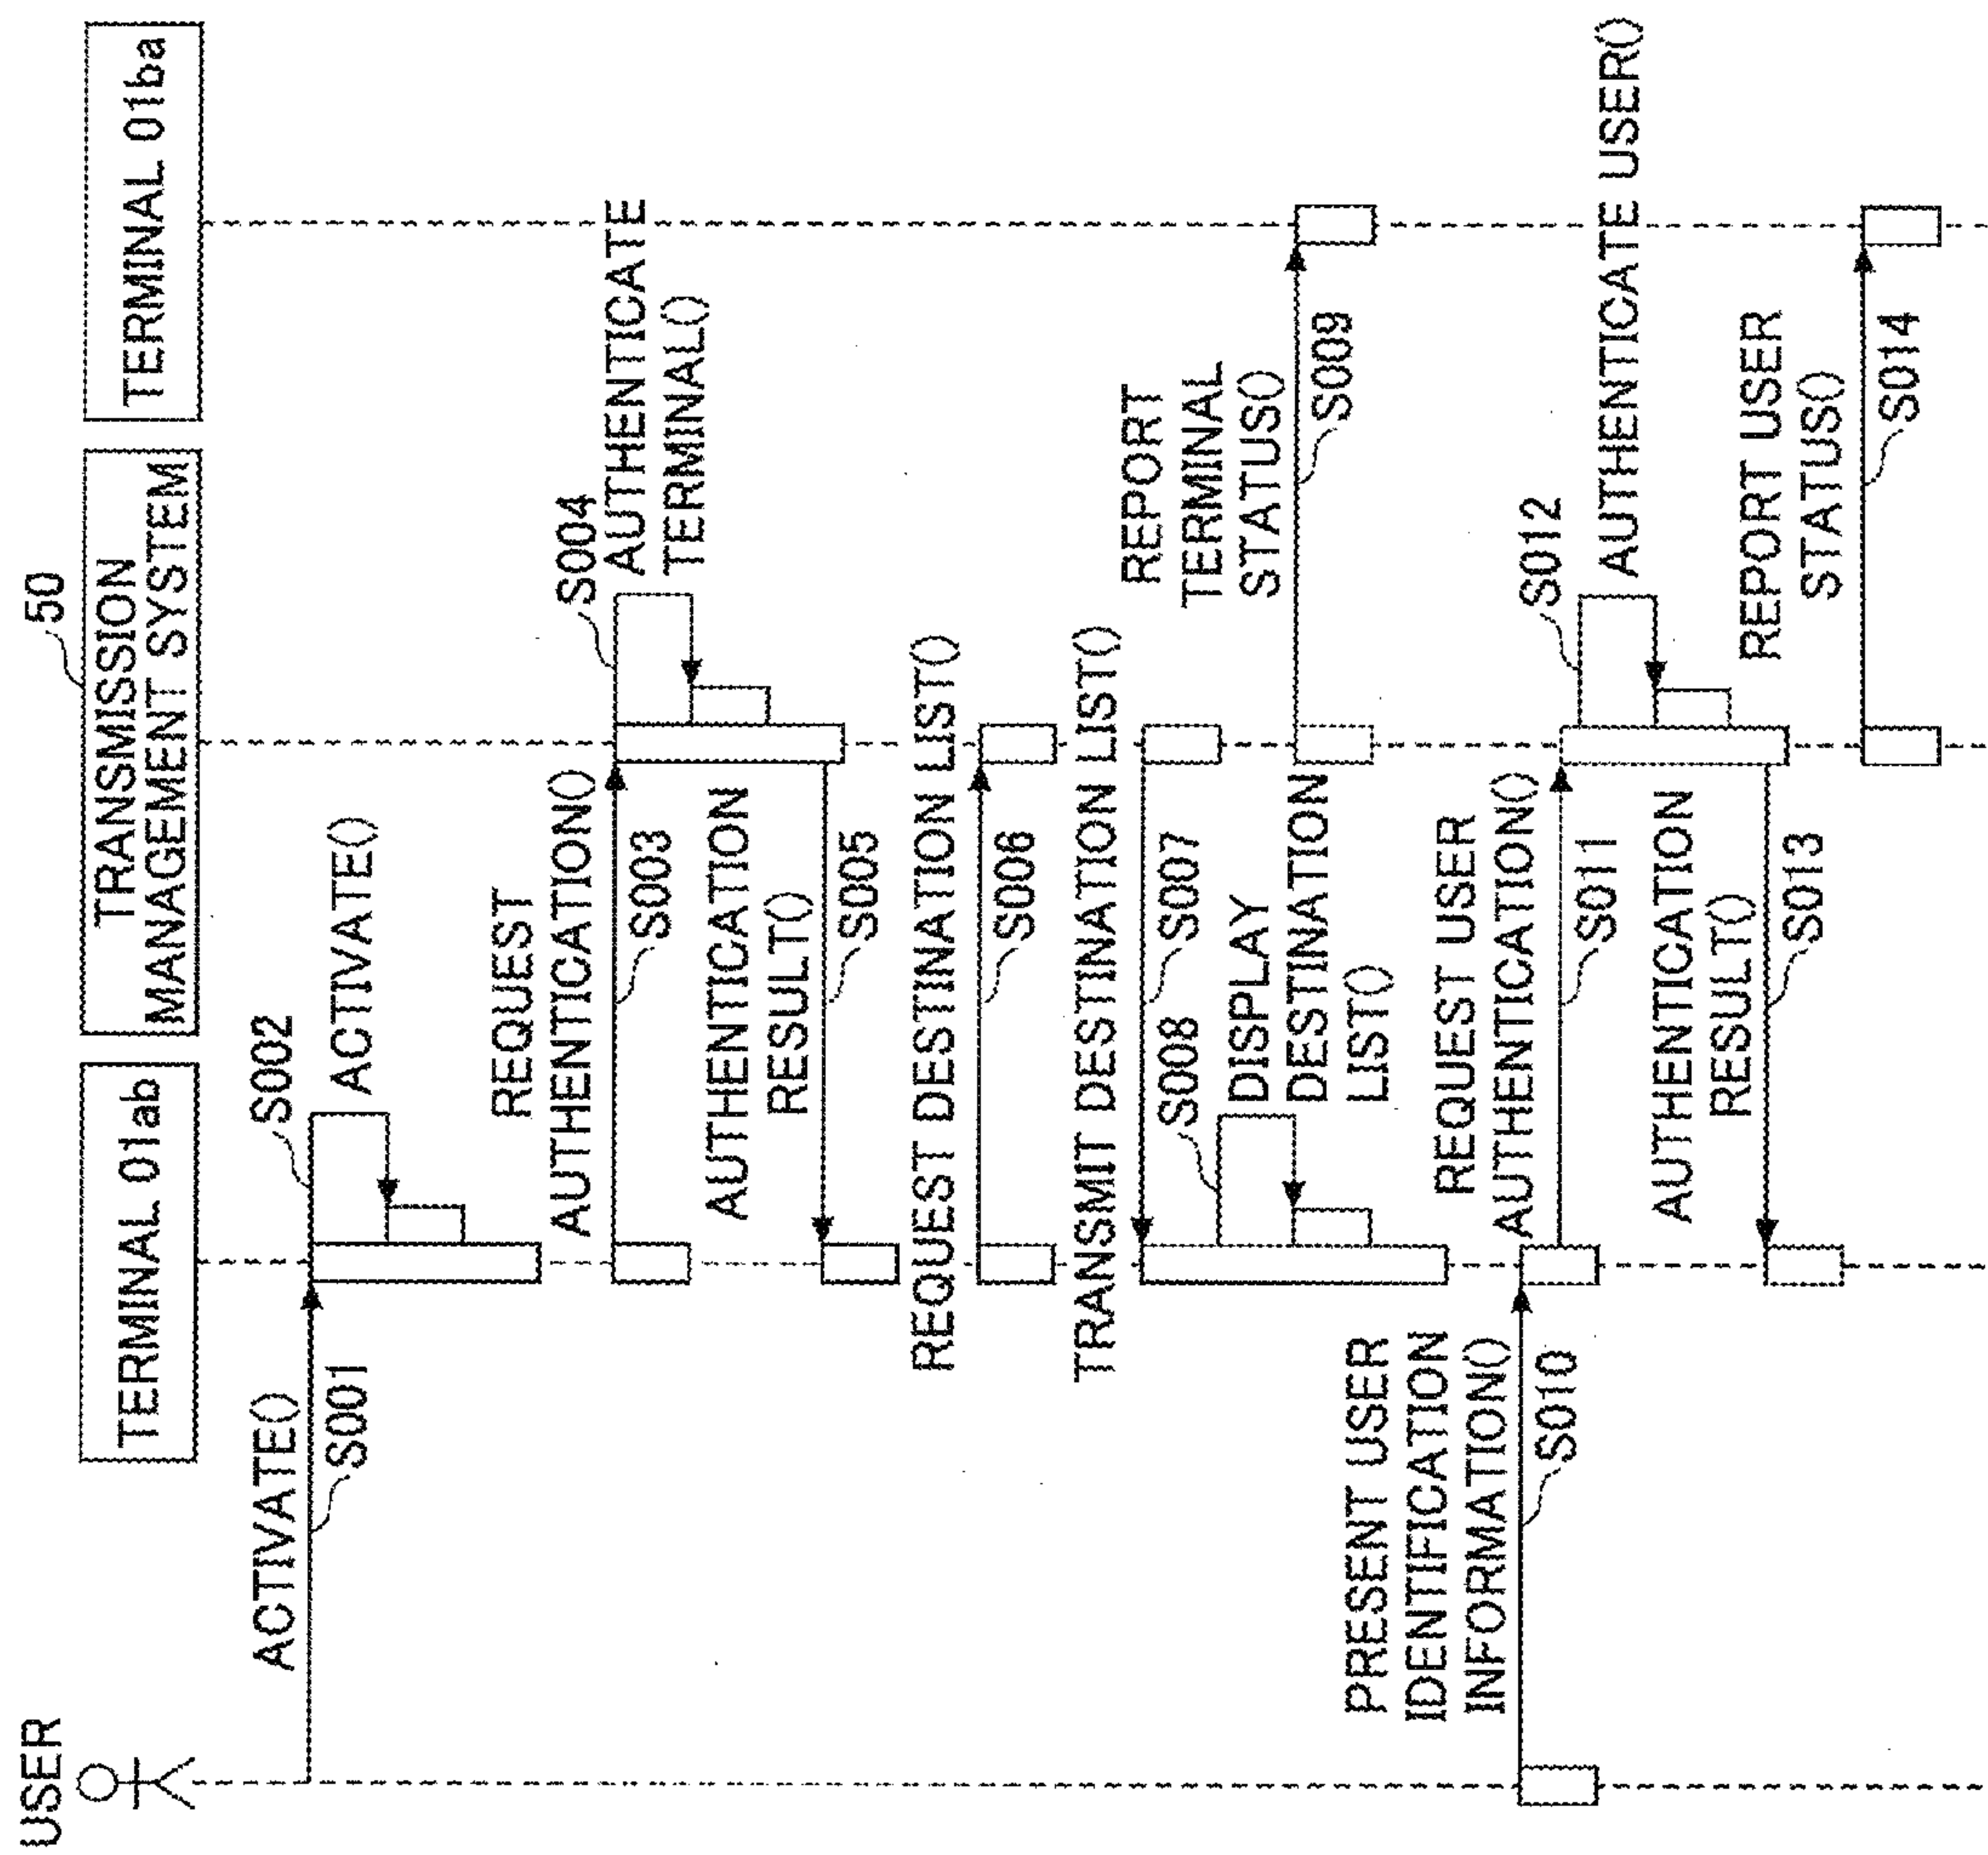 USER
TERMINAL 01ab
50
TRANSMISSION
MANAGEMENT SYSTEM
TERMINAL 01ba
ACTIVATE()
S001
S002
ACTIVATE()
REQUEST
AUTHENTICATION()
S003
S004
AUTHENTICATE
TERMINAL()
AUTHENTICATION
RESULT()
S005
REQUEST DESTINATION LIST()
S006
TRANSMIT DESTINATION LIST()
S007
S008
DISPLAY
DESTINATION
LIST()
REPORT
TERMINAL
STATUS()
S009
PRESENT USER
IDENTIFICATION
INFORMATION()
S010
REQUEST USER
AUTHENTICATION()
S011
S012
AUTHENTICATE USER()
AUTHENTICATION
RESULT()
S013
REPORT USER
STATUS()
S014